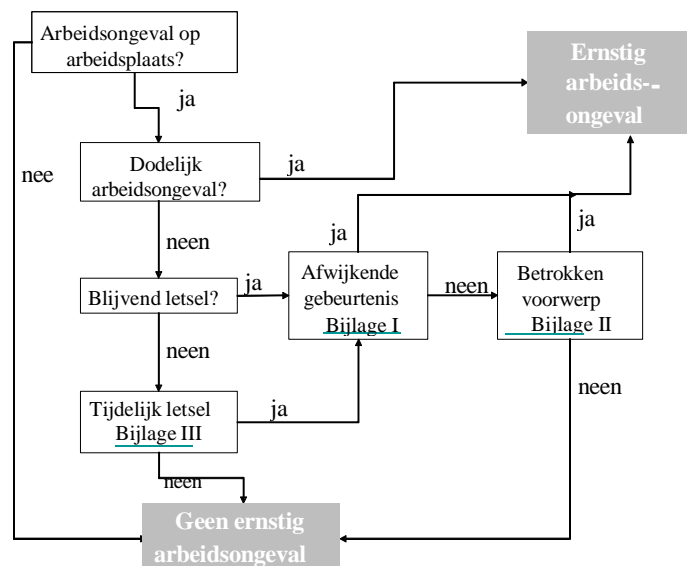 Arbeidsongeval op
arbeidsplaats?
Ernstig
arbeids--
ongeval
ja
nee
Dodelijk
arbeidsongeval?
ja
neen
ja
ja
Blijvend letsel?
ja
Afwijkende
gebeurtenis
Bijlage I
neen
Betrokken
voorwerp
Bijlage II
neen
neen
Tijdelijk letsel
Bijlage III
ja
neen
Geen ernstig
arbeidsongeval